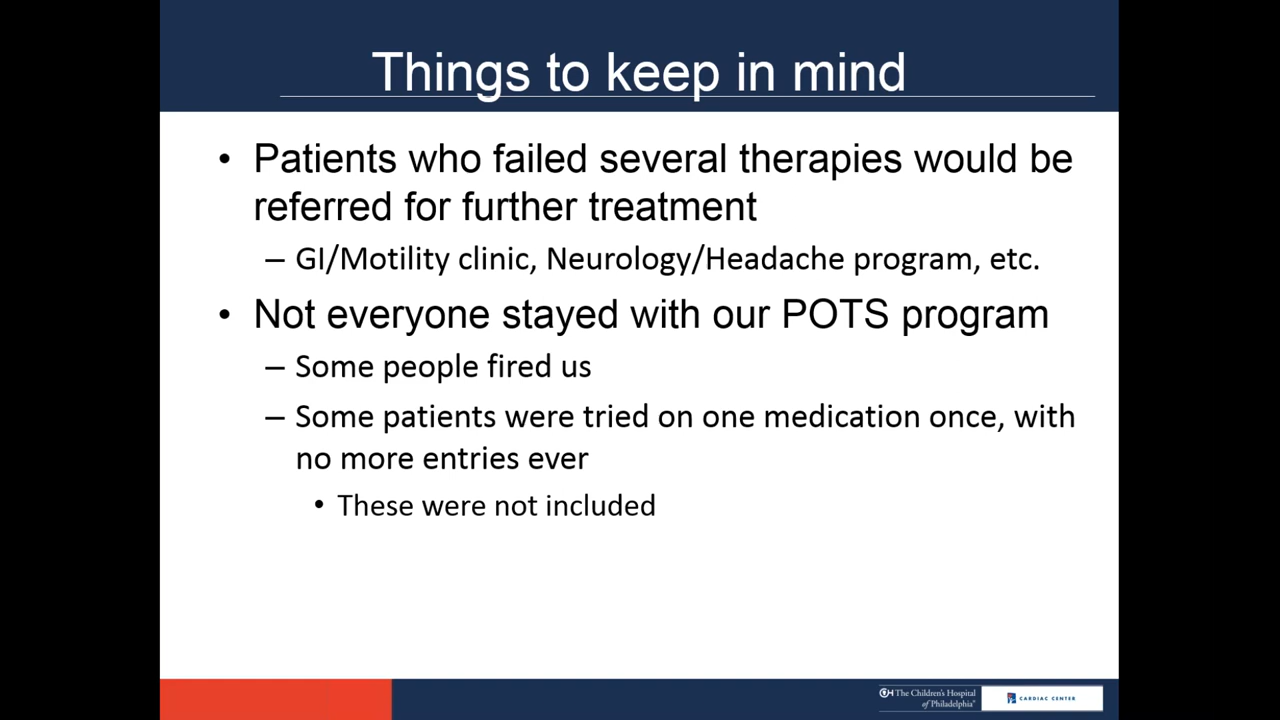 Things to keep in mind
• Patients who failed several therapies would be
referred for further treatment
– GI/Motility clinic, Neurology/Headache program, etc.
• Not everyone stayed with our POTS program
– Some people fired us
– Some patients were tried on one medication once, with
no more entries ever
• These were not included
CH The Children's Hospital
of Philadelphia®
CARDIAC CENTER